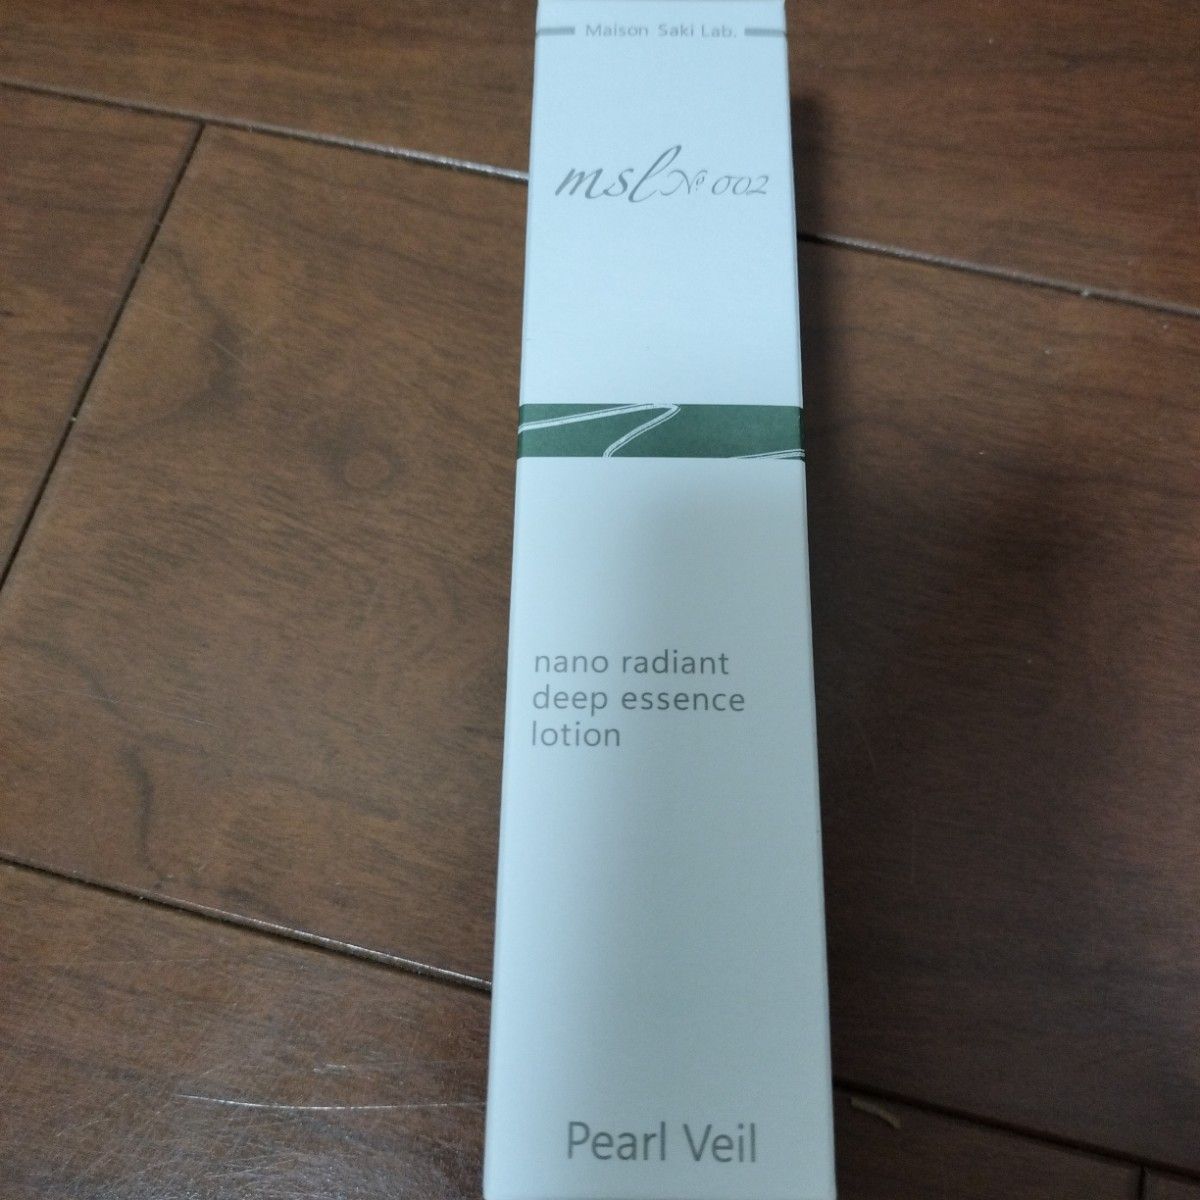 Maison Saki Lab.
msl № 002
nano radiant
deep essence
lotion
Pearl Veil